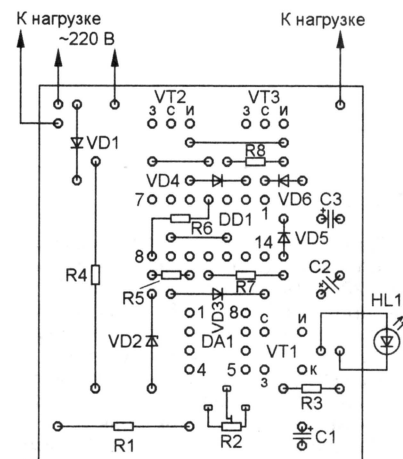 К нагрузке
~220 В
К нагрузке
VT2
VT3
з с и
з с и
VD1
R8
VD4
VD6
C3
7
DD1
1
R6
8
14
VD5
R4
R5
R7
C2
VD3
HL1
1
8
с
и
VD2
DA1
VT1
4
5
з
к
R3
R1
R2
C1